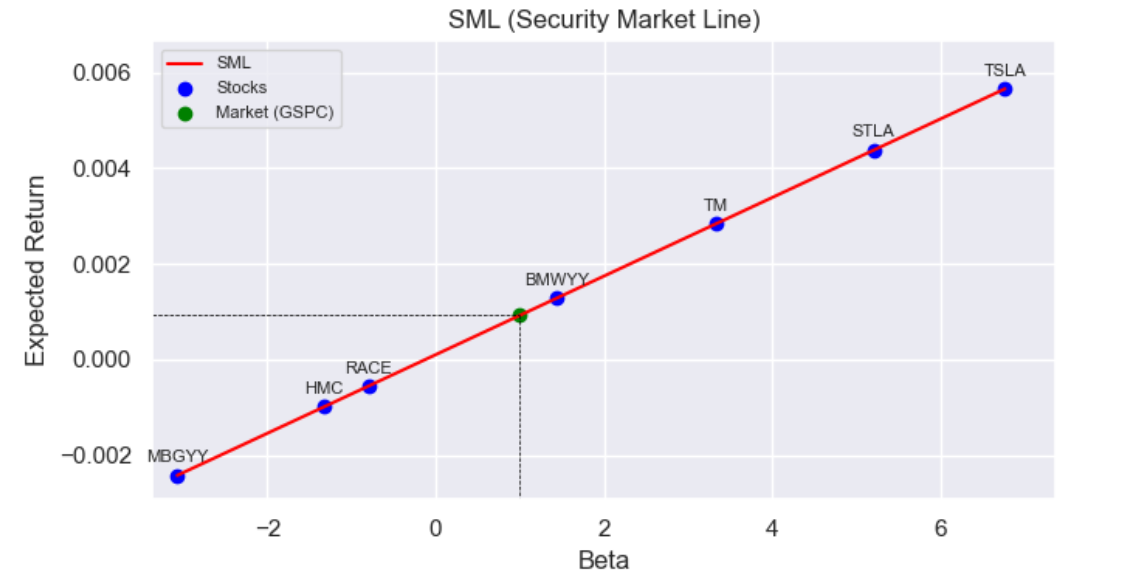 SML (Security Market Line)
SML
Stocks
Market (GSPC)
TSLA
STLA
TM
BMWYY
RACE
HMC
MBGYY
0.006
0.004
0.002
0.000
−0.002
Expected Return
−2
0
2
4
6
Beta